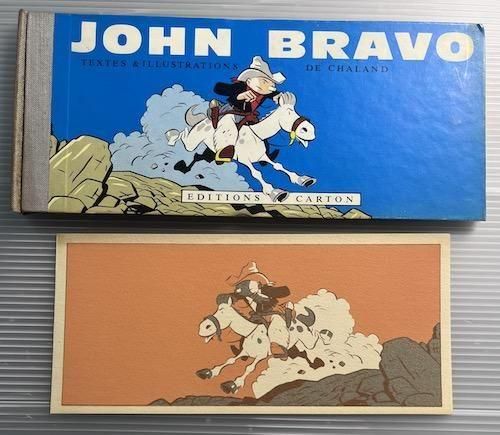 JOHN BRAVO
TEXTES & ILLUSTRATIONS DE CHALAND
EDITIONS CARTON